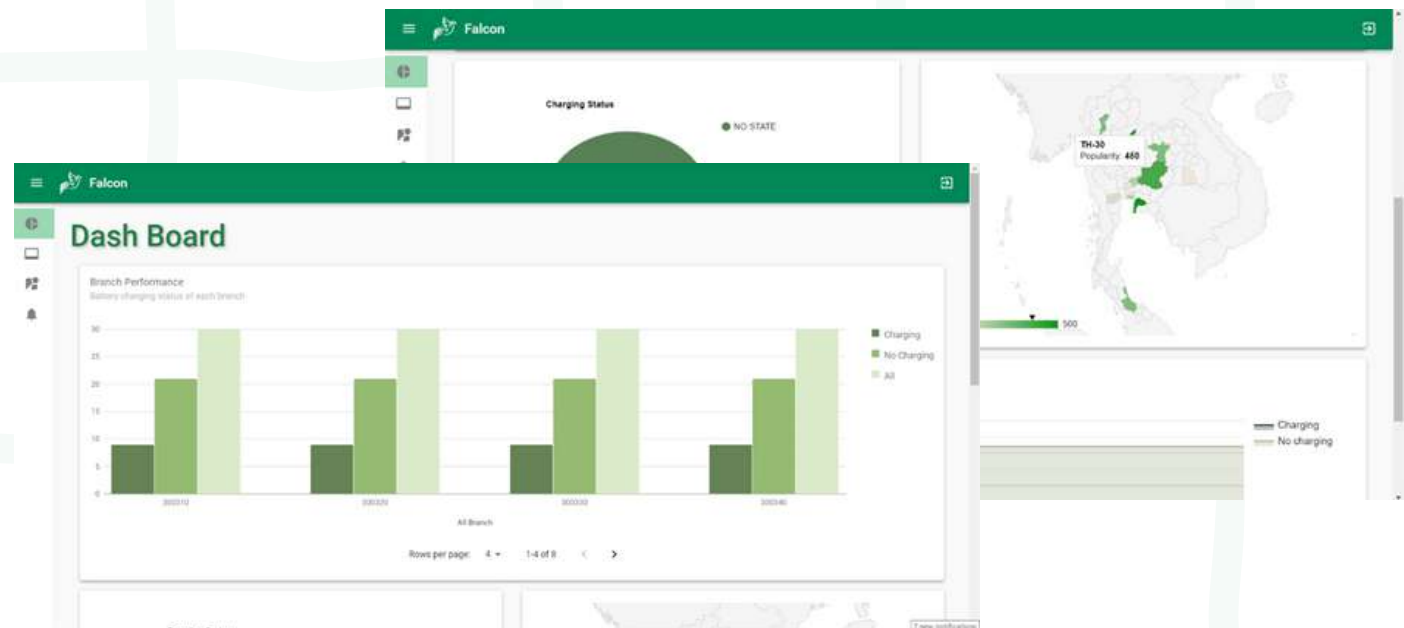 Falcon
Charging Status
NO STATE
TH-30
Popularity: 460
500
Charging
No charging
Falcon
Dash Board
Branch Performance
Battery charging status of each branch
30
25
20
15
10
5
0
Charging
No Charging
All
All Branch
Rows per page: 4 1-4 of 8